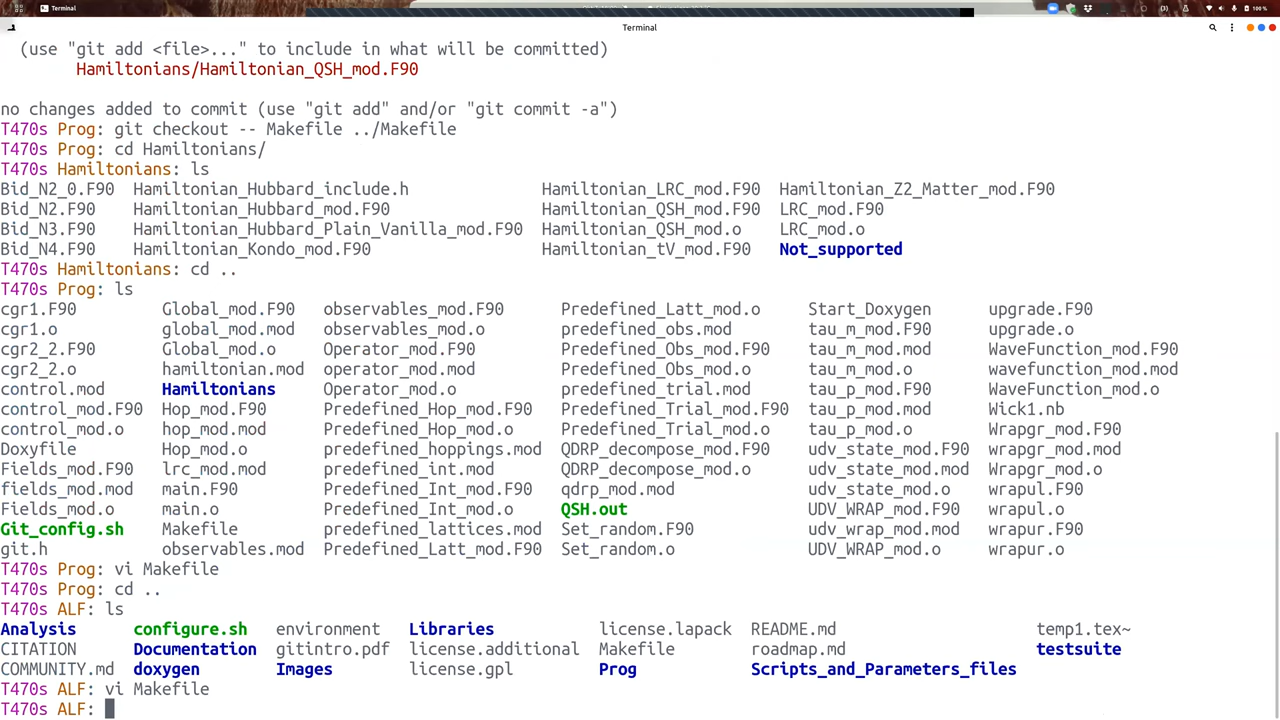 Terminal
(3)
100 %
Terminal
(use "git add <file>..." to include in what will be committed)
Hamiltonians/Hamiltonian_QSH_mod.F90
no changes added to commit (use "git add" and/or "git commit -a")
T470s Prog: git checkout -- Makefile ../Makefile
T470s Prog: cd Hamiltonians/
T470s Hamiltonians: ls
Bid_N2_0.F90 Hamiltonian_Hubbard_include.h Hamiltonian_LRC_mod.F90 Hamiltonian_Z2_Matter_mod.F90
Bid_N2.F90 Hamiltonian_Hubbard_mod.F90 Hamiltonian_QSH_mod.F90 LRC_mod.F90
Bid_N3.F90 Hamiltonian_Hubbard_Plain_Vanilla_mod.F90 Hamiltonian_QSH_mod.o LRC_mod.o
Bid_N4.F90 Hamiltonian_Kondo_mod.F90 Hamiltonian_tV_mod.F90 Not_supported
T470s Hamiltonians: cd ..
T470s Prog: ls
cgr1.F90 Global_mod.F90 observables_mod.F90 Predefined_Latt_mod.o Start_Doxygen upgrade.F90
cgr1.o global_mod.mod observables_mod.o predefined_obs.mod tau_m_mod.F90 upgrade.o
cgr2_2.F90 Global_mod.o Operator_mod.F90 Predefined_Obs_mod.F90 tau_m_mod.mod WaveFunction_mod.F90
cgr2_2.o hamiltonian.mod operator_mod.mod Predefined_Obs_mod.o tau_m_mod.o wavefunction_mod.mod
control.mod Hamiltonians Operator_mod.o predefined_trial.mod tau_p_mod.F90 WaveFunction_mod.o
control_mod.F90 Hop_mod.F90 Predefined_Hop_mod.F90 Predefined_Trial_mod.F90 tau_p_mod.mod Wick1.nb
control_mod.o hop_mod.mod Predefined_Hop_mod.o Predefined_Trial_mod.o tau_p_mod.o Wrapgr_mod.F90
Doxyfile Hop_mod.o predefined_hoppings.mod QDRP_decompose_mod.F90 udv_state_mod.F90 Wrapgr_mod.mod
Fields_mod.F90 lrc_mod.mod predefined_int.mod QDRP_decompose_mod.o udv_state_mod.mod Wrapgr_mod.o
fields_mod.mod main.F90 Predefined_Int_mod.F90 qdrp_mod.mod udv_state_mod.o wrapul.F90
Fields_mod.o main.o Predefined_Int_mod.o QSH.out UDV_WRAP_mod.F90 wrapul.o
Git_config.sh Makefile predefined_lattices.mod Set_random.F90 udv_wrap_mod.mod wrapur.F90
git.h observables.mod Predefined_Latt_mod.F90 Set_random.o UDV_WRAP_mod.o wrapur.o
T470s Prog: vi Makefile
T470s Prog: cd ..
T470s ALF: ls
Analysis configure.sh environment Libraries license.lapack README.md temp1.tex~
CITATION Documentation gitintro.pdf license.additional Makefile roadmap.md testsuite
COMMUNITY.md doxygen Images license.gpl Prog Scripts_and_Parameters_files
T470s ALF: vi Makefile
T470s ALF: